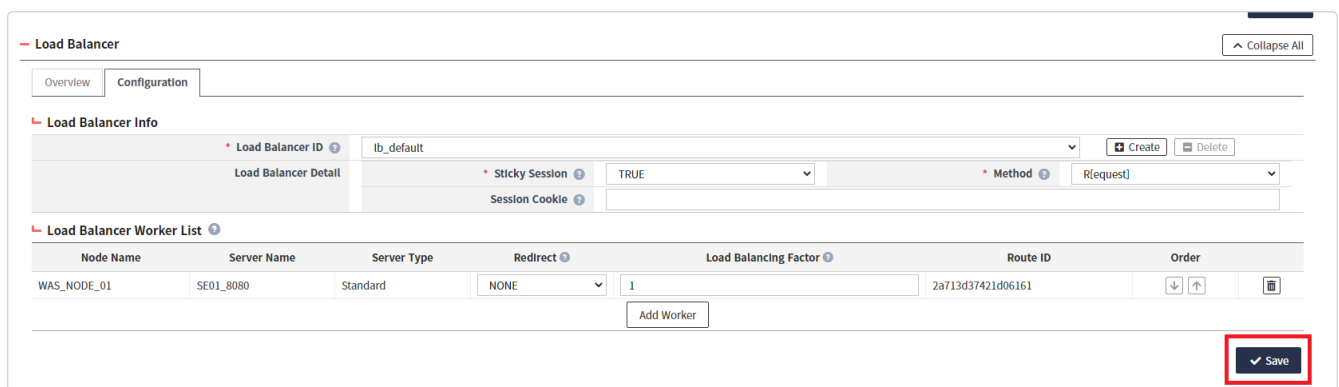 Load Balancer
Collapse All
Overview Configuration
Load Balancer Info
* Load Balancer ID ? lb_default Create Delete
Load Balancer Detail * Sticky Session ? TRUE * Method ? R[equest]
Session Cookie ?
Load Balancer Worker List ?
Node Name Server Name Server Type Redirect ? Load Balancing Factor ? Route ID Order
WAS_NODE_01 SE01_8080 Standard NONE 1 2a713d37421d06161
Add Worker
Save